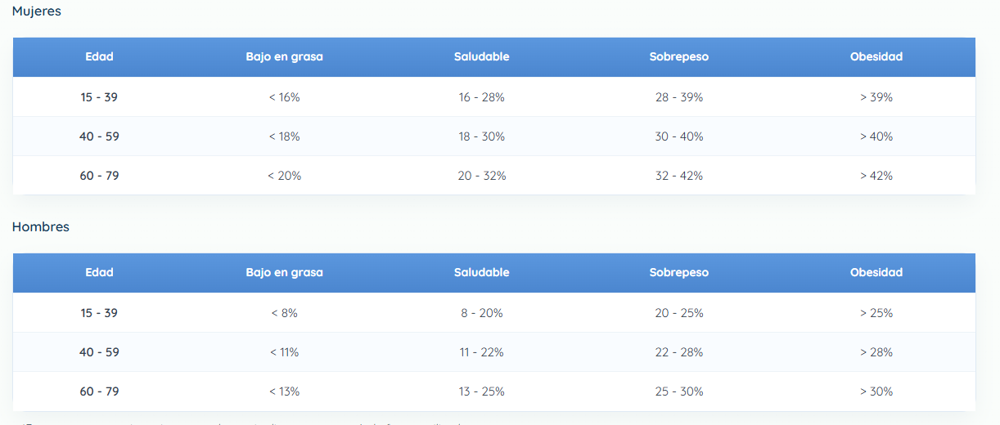 Mujeres
Edad Bajo en grasa Saludable Sobrepeso Obesidad
15 - 39 < 16% 16 - 28% 28 - 39% > 39%
40 - 59 < 18% 18 - 30% 30 - 40% > 40%
60 - 79 < 20% 20 - 32% 32 - 42% > 42%
Hombres
Edad Bajo en grasa Saludable Sobrepeso Obesidad
15 - 39 < 8% 8 - 20% 20 - 25% > 25%
40 - 59 < 11% 11 - 22% 22 - 28% > 28%
60 - 79 < 13% 13 - 25% 25 - 30% > 30%